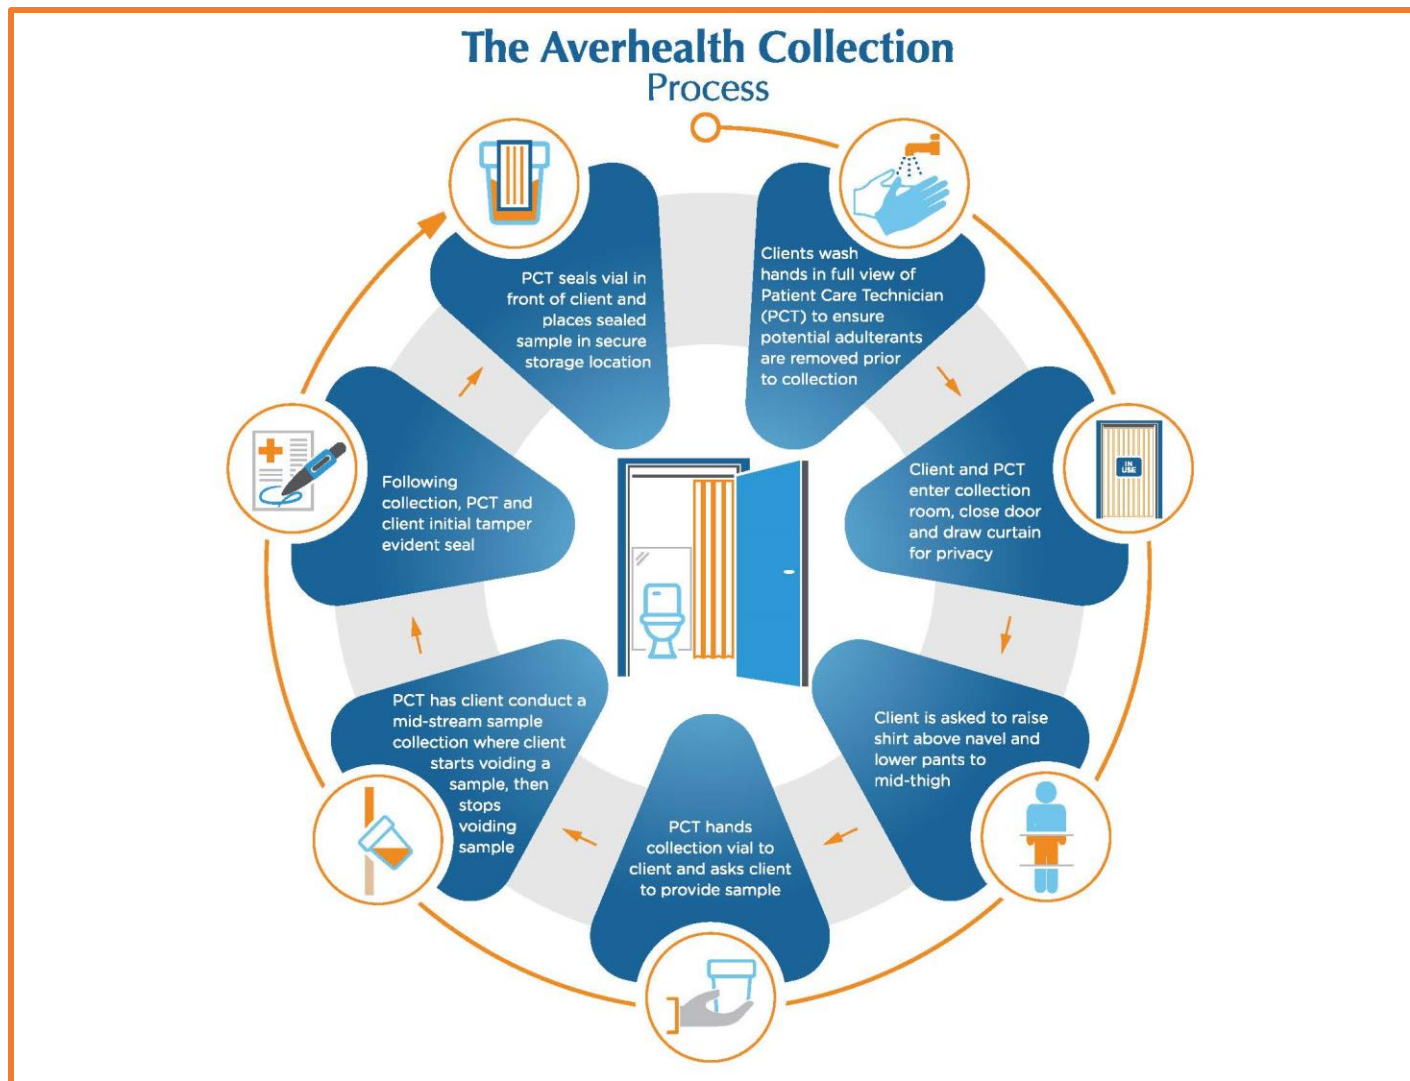 The Averhealth Collection
Process
Clients wash
hands in full view of
Patient Care Technician
(PCT) to ensure
potential adulterants
are removed prior
to collection
IN
USE
Client and PCT
enter collection
room, close door
and draw curtain
for privacy
Client is asked to raise
shirt above navel and
lower pants to
mid-thigh
PCT hands
collection vial to
client and asks client
to provide sample
PCT has client conduct a
mid-stream sample
collection where client
starts voiding a
sample, then
stops
voiding
sample
Following
collection, PCT and
client initial tamper
evident seal
PCT seals vial in
front of client and
places sealed
sample in secure
storage location